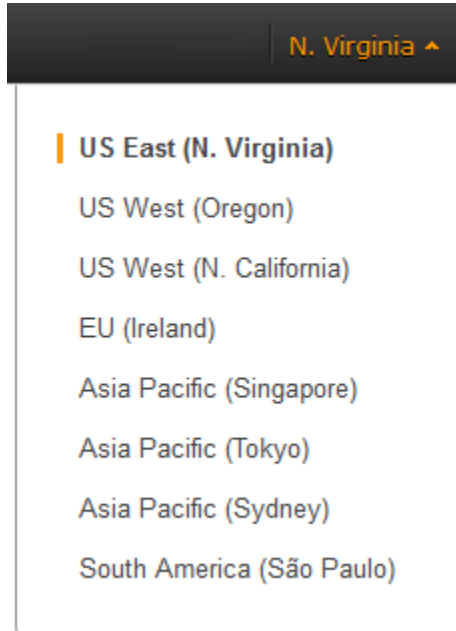 N. Virginia
US East (N. Virginia)
US West (Oregon)
US West (N. California)
EU (Ireland)
Asia Pacific (Singapore)
Asia Pacific (Tokyo)
Asia Pacific (Sydney)
South America (São Paulo)